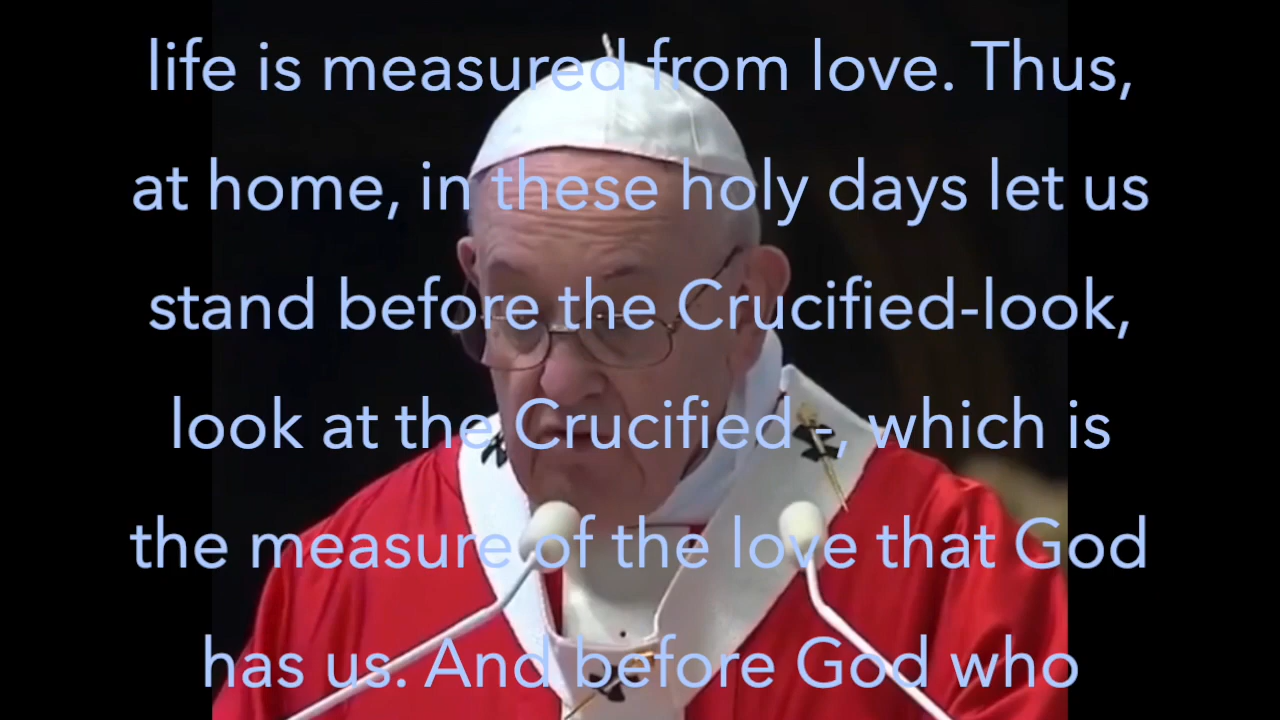 life is measured from love. Thus,
at home, in these holy days let us
stand before the Crucified-look,
look at the Crucified -, which is
the measure of the love that God
has us. And before God who